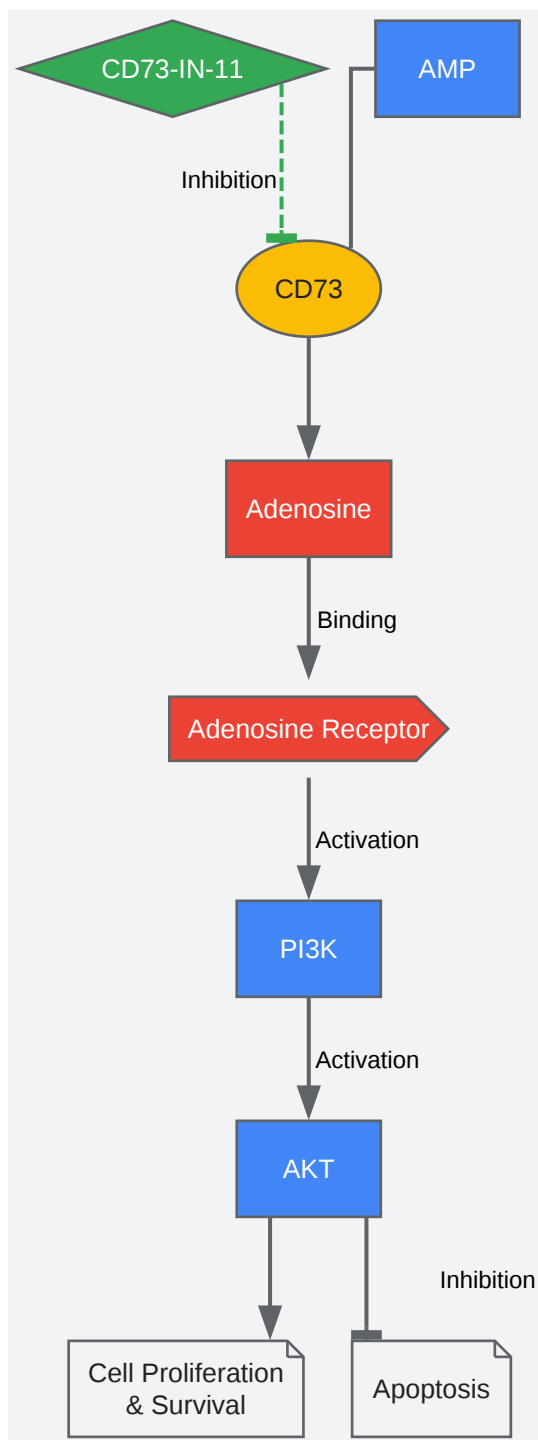 CD73-IN-11
AMP
Inhibition
CD73
Adenosine
Binding
Adenosine Receptor
Activation
PI3K
Activation
AKT
Inhibition
Cell Proliferation
& Survival
Apoptosis